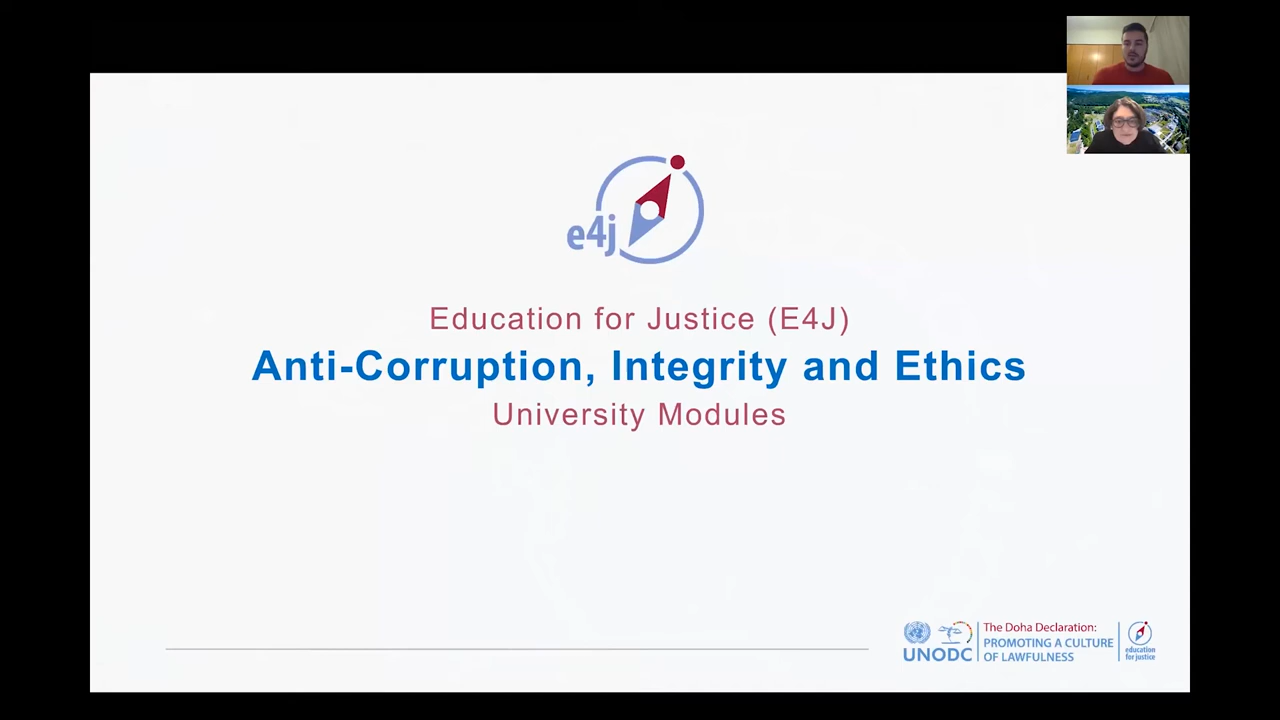 e4j
Education for Justice (E4J)
Anti-Corruption, Integrity and Ethics
University Modules
UNODC
The Doha Declaration:
PROMOTING A CULTURE
OF LAWFULNESS
education
for justice